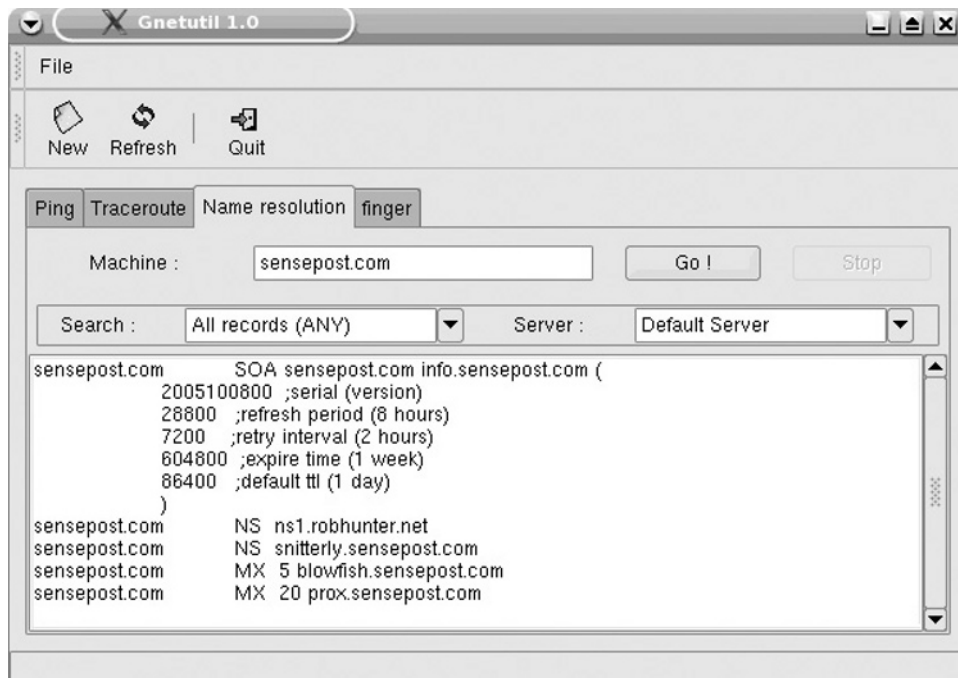 Gnetutil 1.0
File
New Refresh Quit
Ping Traceroute Name resolution finger
Machine : sensepost.com Go ! Stop
Search : All records (ANY) Server : Default Server
sensepost.com SOA sensepost.com info.sensepost.com (
2005100800 ;serial (version)
28800 ;refresh period (8 hours)
7200 ;retry interval (2 hours)
604800 ;expire time (1 week)
86400 ;default ttl (1 day)
)
sensepost.com NS ns1.robhunter.net
sensepost.com NS snitterly.sensepost.com
sensepost.com MX 5 blowfish.sensepost.com
sensepost.com MX 20 prox.sensepost.com